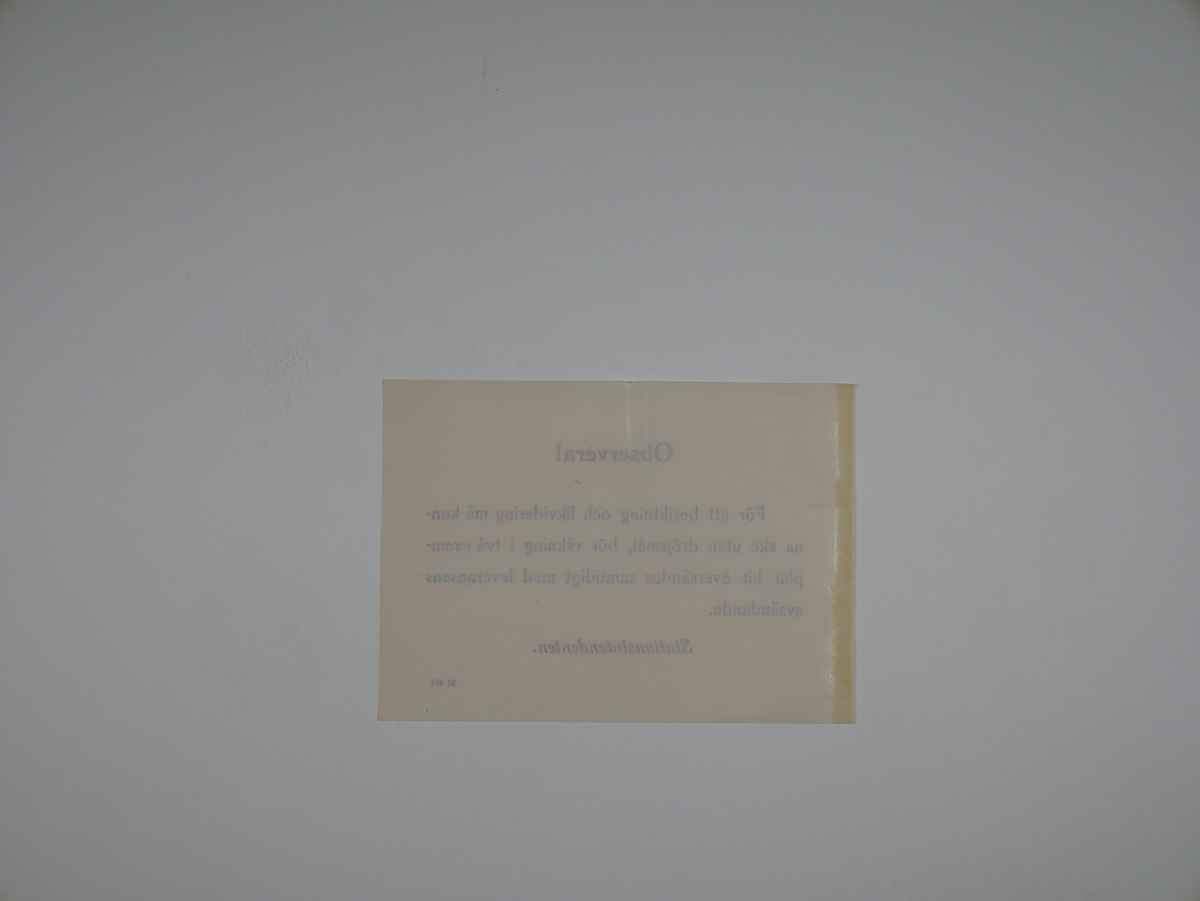 Observera!
För att besiktning och likvidering må kun-
na ske utan dröjsmål, bör räkning i två exem-
plar hit översändas samtidigt med leveransens
avsändande.
Stationsintendenten.